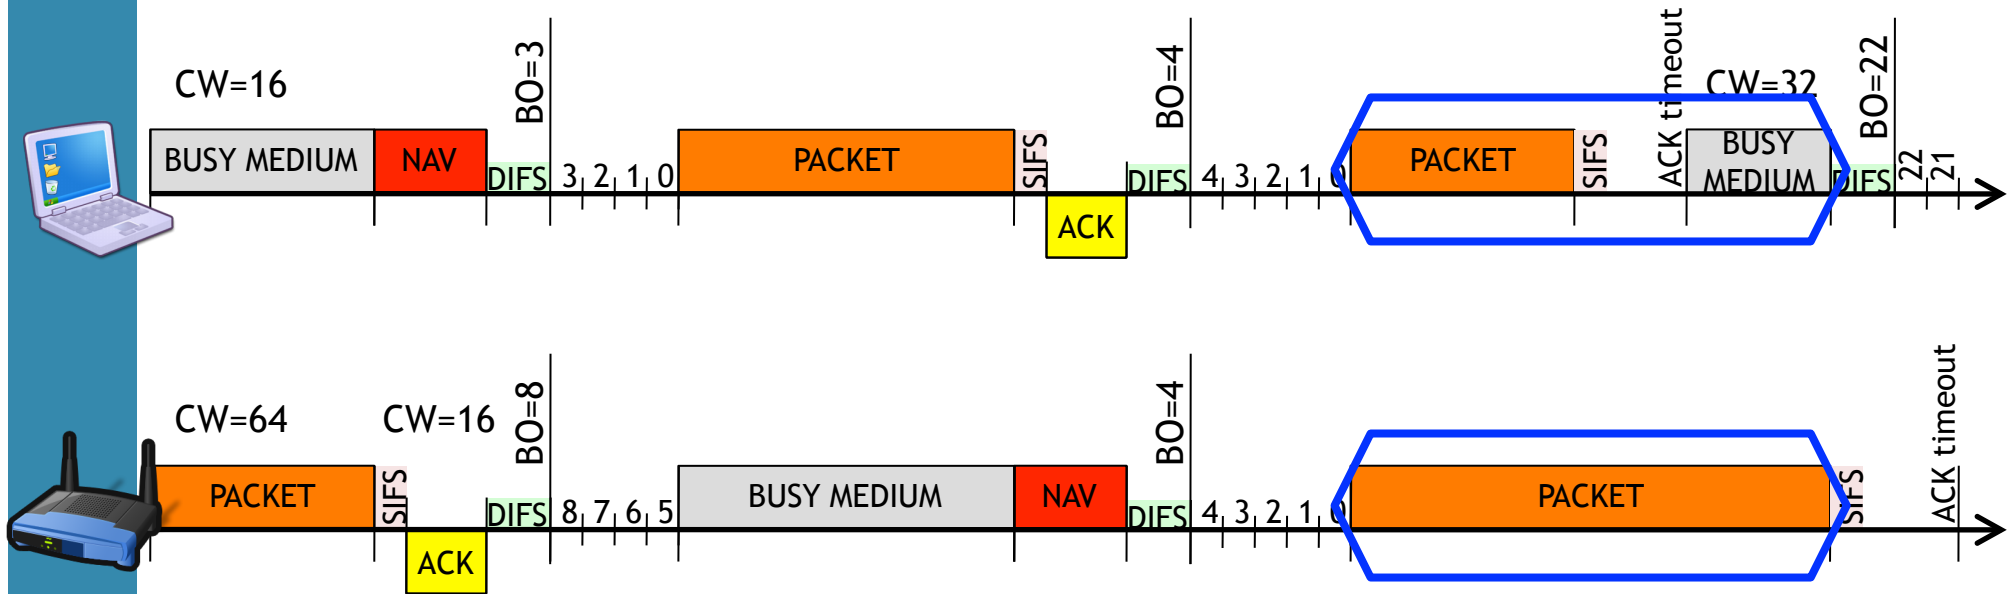 CW=16
BUSY MEDIUM
NAV
DIFS
BO=3
3 2 1 0
PACKET
SIFS
ACK
DIFS
BO=4
4 3 2 1 0
PACKET
SIFS
ACK timeout
CW=32
BUSY
MEDIUM
DIFS
BO=22
22
21
CW=64
PACKET
SIFS
ACK
CW=16
DIFS
BO=8
8 7 6 5
BUSY MEDIUM
NAV
DIFS
BO=4
4 3 2 1 0
PACKET
SIFS
ACK timeout